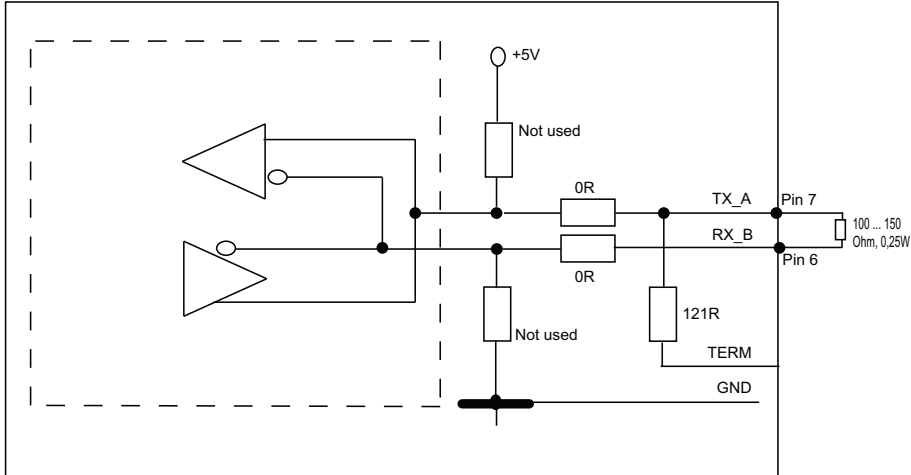 +5V
Not used
0R
TX_A
Pin 7
100 ... 150
Ohm, 0,25W
RX_B
Pin 6
0R
121R
Not used
TERM
GND